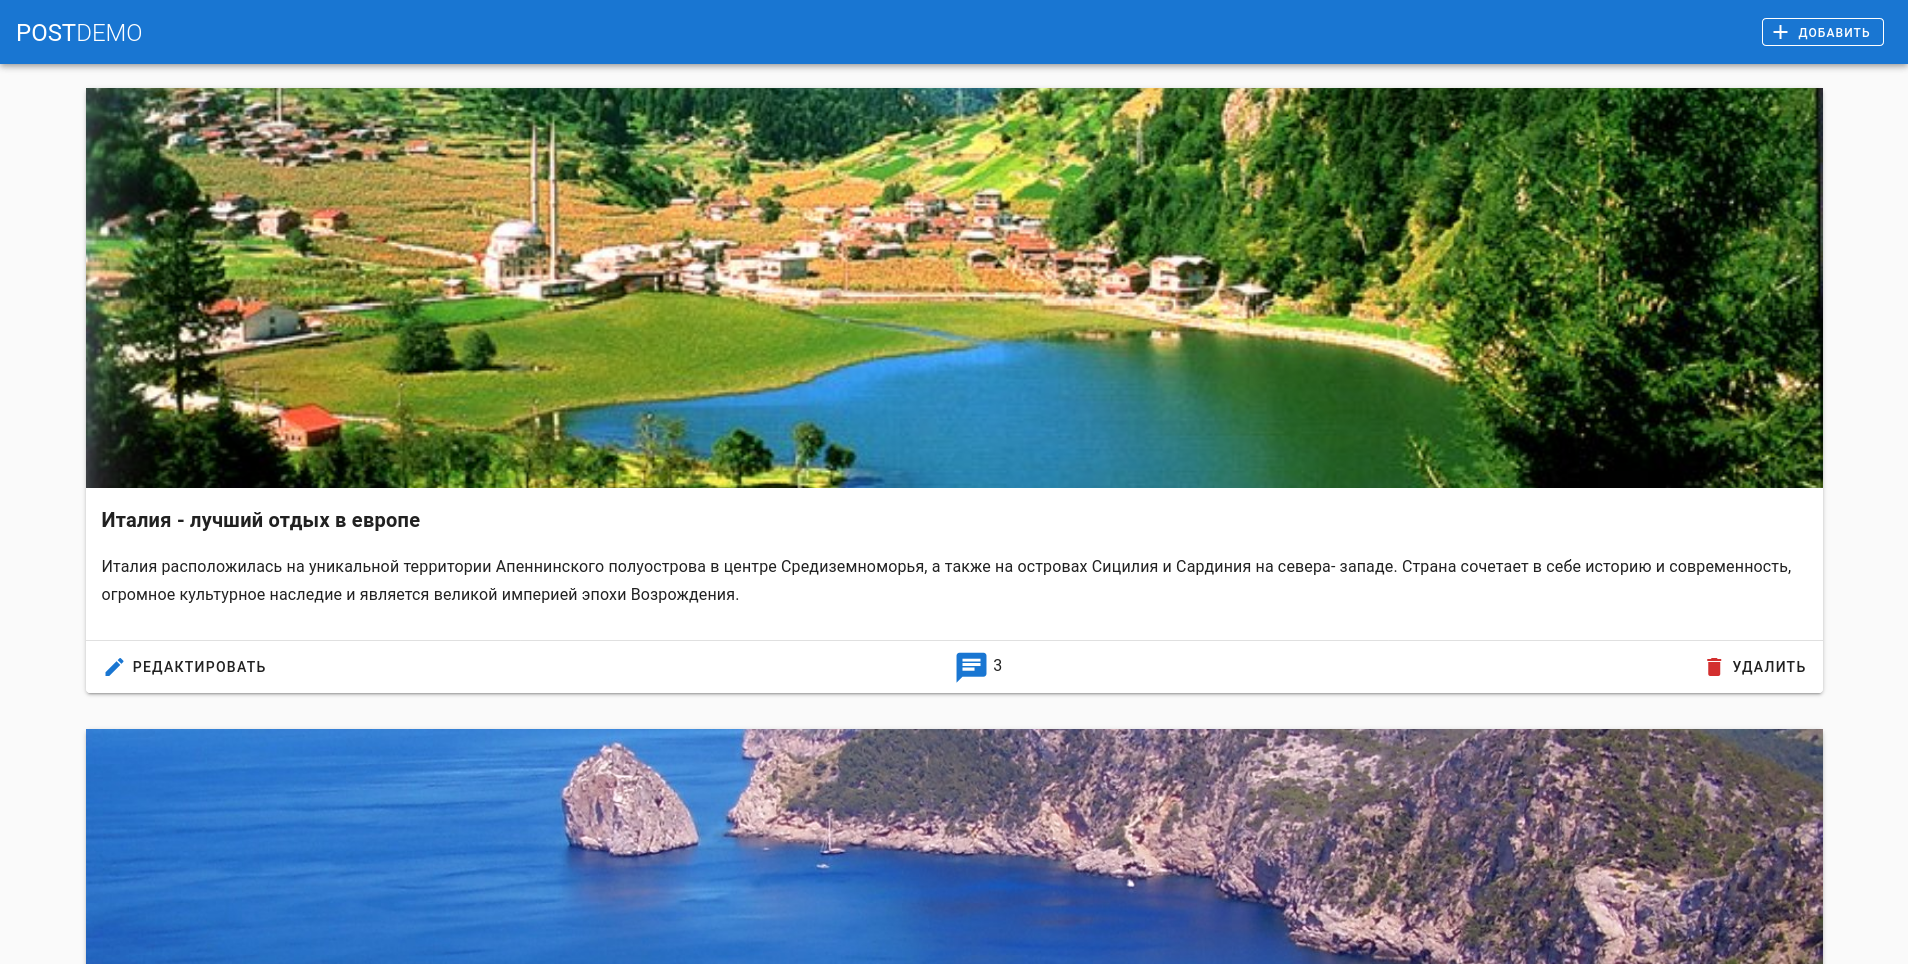 POSTDEMO
ДОБАВИТЬ
Италия - лучший отдых в европе
Италия расположилась на уникальной территории Апеннинского полуострова в центре Средиземноморья, а также на островах Сицилия и Сардиния на севера- западе. Страна сочетает в себе историю и современность,
огромное культурное наследие и является великой империей эпохи Возрождения.
РЕДАКТИРОВАТЬ
3
УДАЛИТЬ